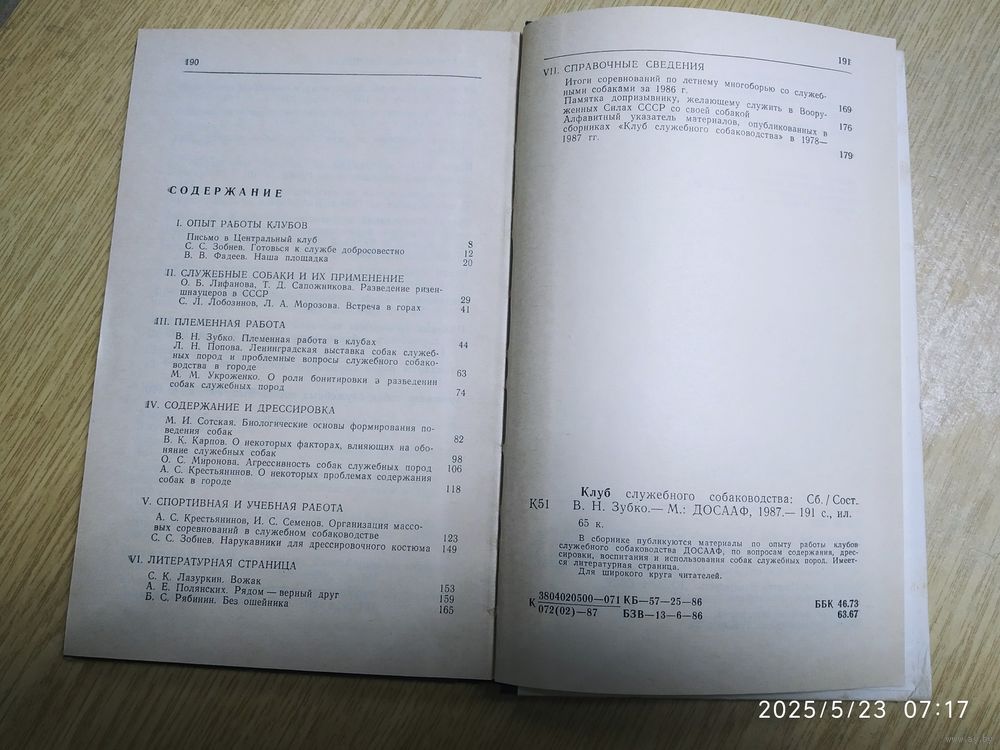 190
СОДЕРЖАНИЕ
I. ОПЫТ РАБОТЫ КЛУБОВ
Письмо в Центральный клуб 8
С. С. Зобнев. Готовься к службе добросовестно 12
В. В. Фадеев. Наша площадка 20
II. СЛУЖЕБНЫЕ СОБАКИ И ИХ ПРИМЕНЕНИЕ
О. Б. Лифанова, Т. Д. Сапожникова. Разведение ризен-
шнауцеров в СССР 29
С. Л. Лобозинов, Л. А. Морозова. Встреча в горах 41
III. ПЛЕМЕННАЯ РАБОТА
В. Н. Зубко. Племенная работа в клубах 44
Л. Н. Попова. Ленинградская выставка собак служеб-
ных пород и проблемные вопросы служебного собако-
водства в городе 63
М. М. Укроженко. О роли бонитировки в разведении
собак служебных пород 74
IV. СОДЕРЖАНИЕ И ДРЕССИРОВКА
М. И. Сотская. Биологические основы формирования по-
ведения собак 82
В. К. Карпов. О некоторых факторах, влияющих на обо-
няние служебных собак 98
О. С. Миронова. Агрессивность собак служебных пород 106
А. С. Крестьянинов. О некоторых проблемах содержания
собак в городе 118
V. СПОРТИВНАЯ И УЧЕБНАЯ РАБОТА
А. С. Крестьянинов, И. С. Семенов. Организация массо-
вых соревнований в служебном собаководстве 123
С. С. Зобнев. Нарукавники для дрессировочного костюма 149
VI. ЛИТЕРАТУРНАЯ СТРАНИЦА
С. К. Лазуркин. Вожак 153
А. Е. Полянских. Рядом — верный друг 159
Б. С. Рябинин. Без ошейника 165
191
VII. СПРАВОЧНЫЕ СВЕДЕНИЯ
Итоги соревнований по летнему многоборью со служеб-
ными собаками за 1986 г. 169
Памятка допризывнику, желающему служить в Воору-
женных Силах СССР со своей собакой 176
Алфавитный указатель материалов, опубликованных в
сборниках «Клуб служебного собаководства» в 1978—
1987 гг. 179
Клуб служебного собаководства: Сб./Сост.
К51 В. Н. Зубко.— М.: ДОСААФ, 1987.— 191 с., ил.
65 к.
В сборнике публикуются материалы по опыту работы клубов
служебного собаководства ДОСААФ, по вопросам содержания, дрес-
сировки, воспитания и использования собак служебных пород. Имеет-
ся литературная страница.
Для широкого круга читателей.
К 3804020500—071 КБ—57—25—86 ББК 46.73
072(02)—87 БЗВ—13—6—86 63.67
2025/5/23 07:17
www.ay.by